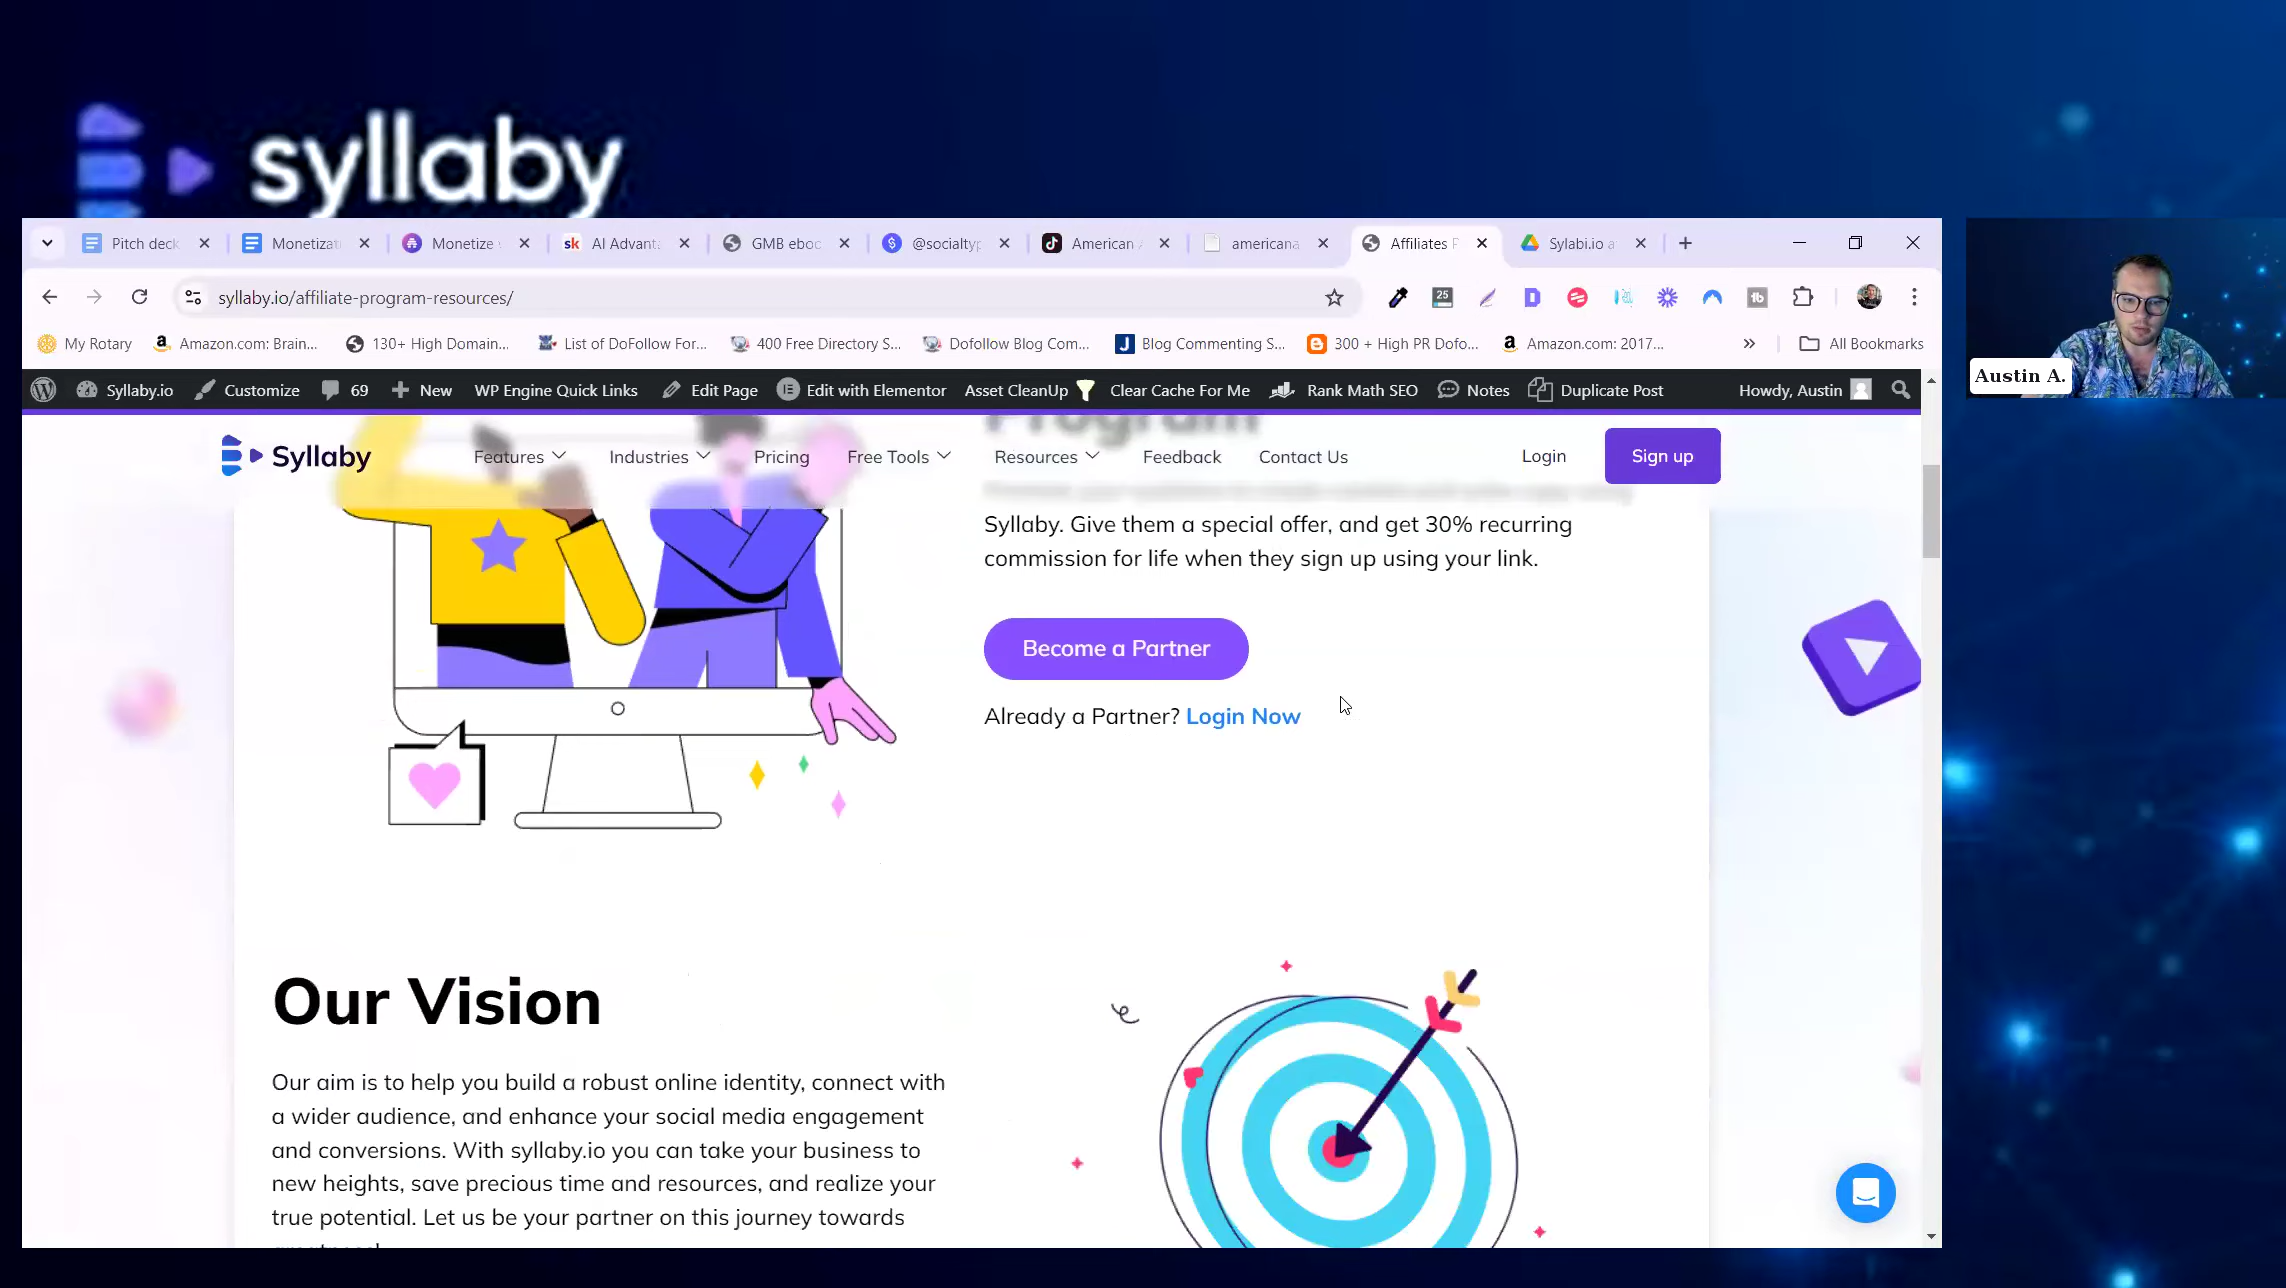 syllaby
Pitch deck
Monetizat
Monetize
AI Advanta
GMB eboo
@socialty
American
americana
Affiliates P
Sylabi.io a
syllaby.io/affiliate-program-resources/
25
My Rotary
Amazon.com: Brain...
130+ High Domain...
List of DoFollow For...
400 Free Directory S...
Dofollow Blog Com...
Blog Commenting S...
300 + High PR Dofo...
Amazon.com: 2017...
All Bookmarks
Syllaby.io
Customize
69
New
WP Engine Quick Links
Edit Page
Edit with Elementor
Asset CleanUp
Clear Cache For Me
Rank Math SEO
Notes
Duplicate Post
Howdy, Austin
Austin A.
Program
Syllaby
Features
Industries
Pricing
Free Tools
Resources
Feedback
Contact Us
Login
Sign up
Syllaby. Give them a special offer, and get 30% recurring
commission for life when they sign up using your link.
Become a Partner
Already a Partner? Login Now
Our Vision
Our aim is to help you build a robust online identity, connect with
a wider audience, and enhance your social media engagement
and conversions. With syllaby.io you can take your business to
new heights, save precious time and resources, and realize your
true potential. Let us be your partner on this journey towards